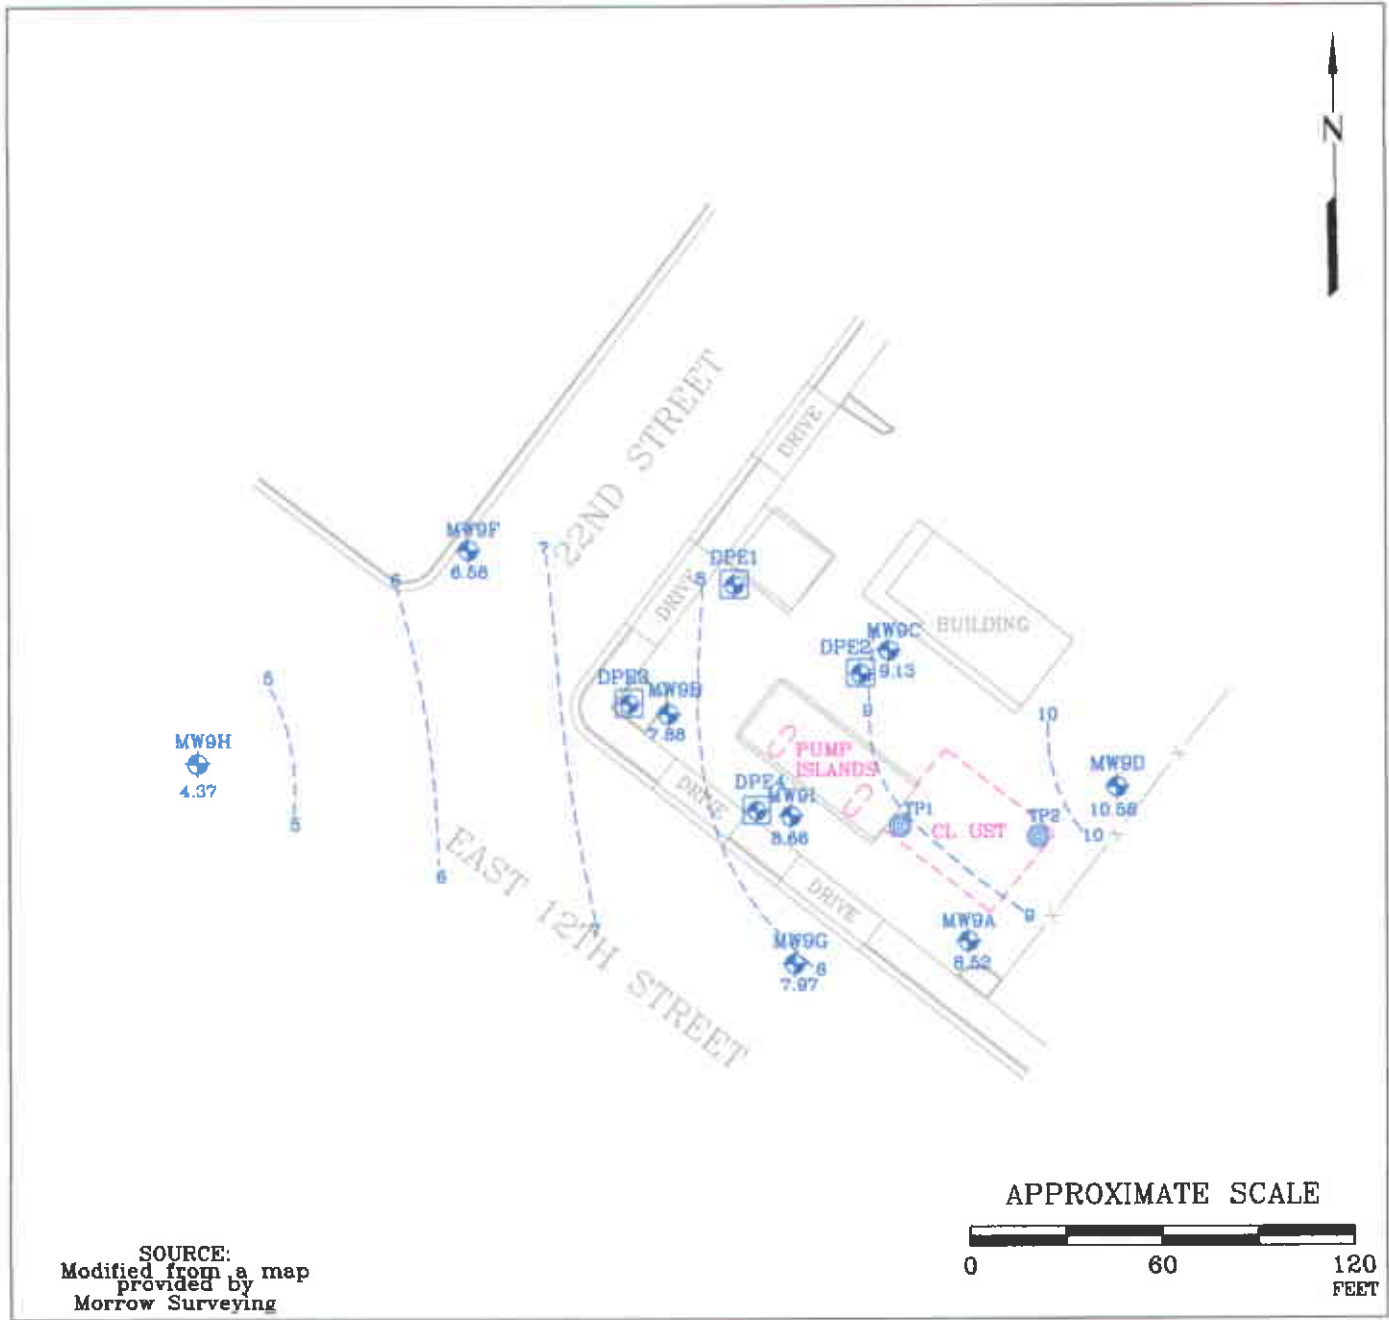 N
22ND STREET
DRIVE
MW9F
6.58
7
6
DPE1
8
DRIVE
BUILDING
MW9C
9.13
DPE2
5
DPE3
MW9B
7.88
9
10
MW9H
4.37
PUMP
ISLANDS
MW9D
10.58
DPE4
MW9I
8.66
DRIVE
TP1
CL UST
TP2
10
5
EAST 12TH STREET
6
DRIVE
9
MW9A
8.52
MW9G
7.97
APPROXIMATE SCALE
0 60 120
FEET
SOURCE:
Modified from a map
provided by
Morrow Surveying